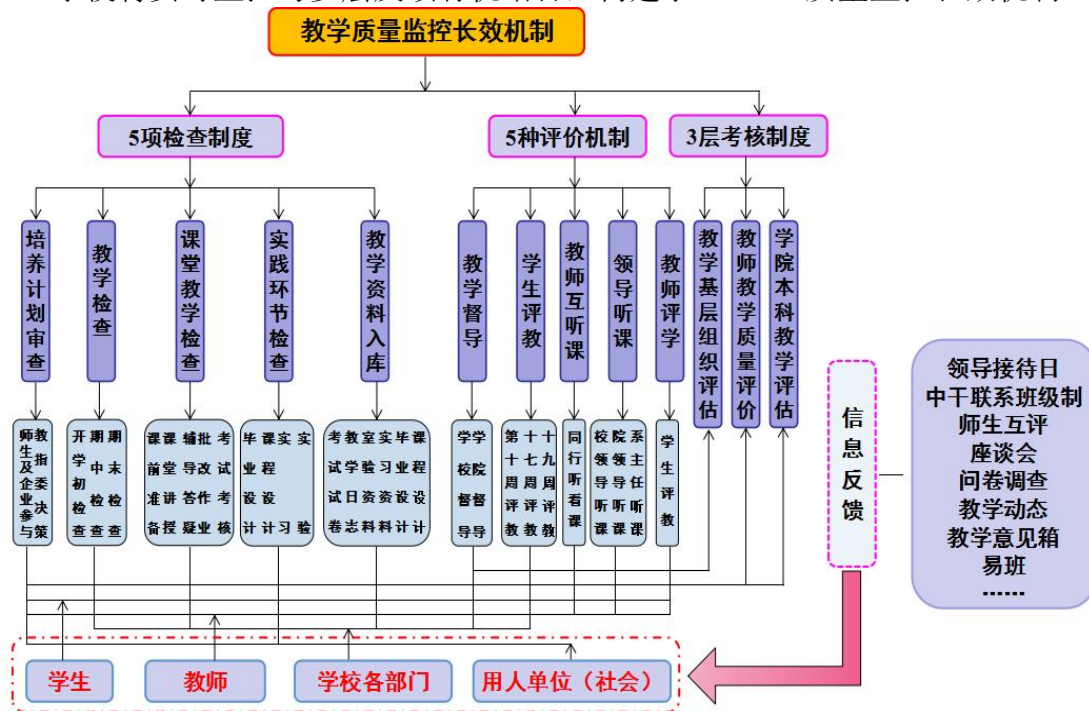 教学质量监控长效机制
5项检查制度
5种评价机制
3层考核制度
培养计划审查
教学检查
课堂教学检查
实践环节检查
教学资料入库
教学督导
学生评教
教师互听课
领导听课
教师评学
教学基层组织评估
教师教学质量评价
学院本科教学评估
师生及企业参与
教指委决策
开学初检查
期中检查
期末检查
课前准备
课堂讲授
辅导答疑
批改作业
考试考核
毕业设计
课程设计
实习
实验
考试试卷
教学日志
室验资料
实习资料
毕业设计
课程设计
学校督导
学院督导
第十周评教
十七周评教
十九周评教
同行听看课
校领导听课
院领导听课
系主任听课
学生评教
信息反馈
领导接待日
中干联系班级制
师生互评
座谈会
问卷调查
教学动态
教学意见箱
易班
······
学生
教师
学校各部门
用人单位（社会）